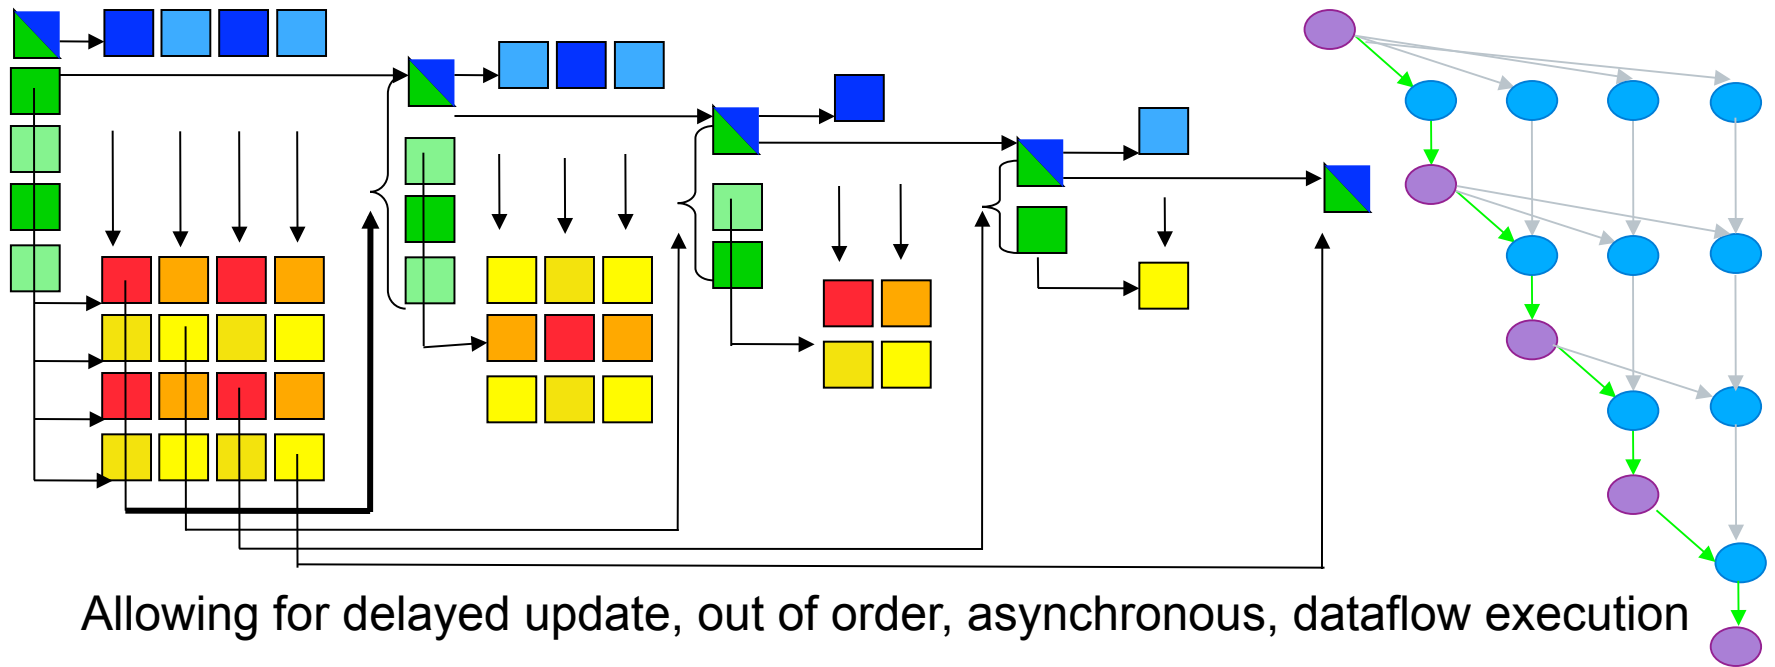 Allowing for delayed update, out of order, asynchronous, dataflow execution